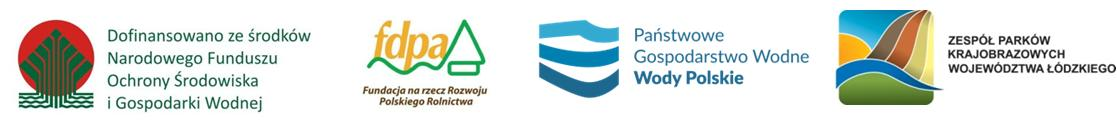 Dofinansowano ze środków
Narodowego Funduszu
Ochrony Środowiska
i Gospodarki Wodnej
fdpa
Fundacja na rzecz Rozwoju
Polskiego Rolnictwa
Państwowe
Gospodarstwo Wodne
Wody Polskie
ZESPÓŁ PARKÓW
KRAJOBRAZOWYCH
WOJEWÓDZTWA ŁÓDZKIEGO